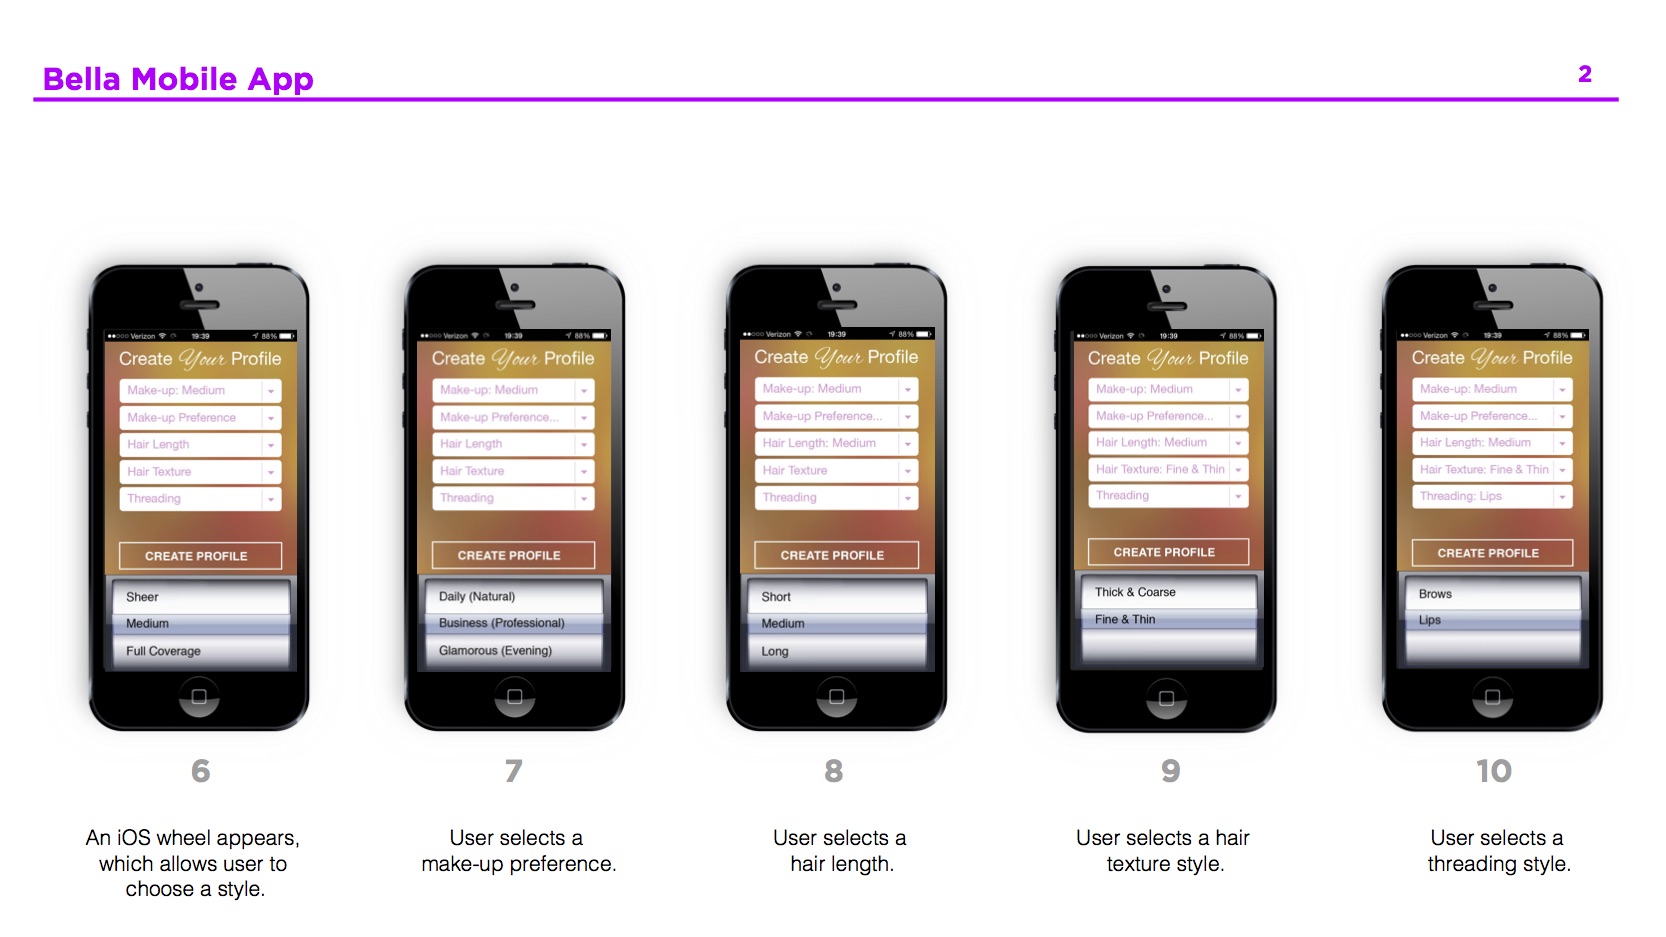 Bella Mobile App
2
●●○○○ Verizon 19:39 88%
Create Your Profile
Make-up: Medium
Make-up Preference
Hair Length
Hair Texture
Threading
CREATE PROFILE
Sheer
Medium
Full Coverage
6
An iOS wheel appears,
which allows user to
choose a style.
●●○○○ Verizon 19:39 88%
Create Your Profile
Make-up: Medium
Make-up Preference...
Hair Length
Hair Texture
Threading
CREATE PROFILE
Daily (Natural)
Business (Professional)
Glamorous (Evening)
7
User selects a
make-up preference.
●●○○○ Verizon 19:39 88%
Create Your Profile
Make-up: Medium
Make-up Preference...
Hair Length: Medium
Hair Texture
Threading
CREATE PROFILE
Short
Medium
Long
8
User selects a
hair length.
●●○○○ Verizon 19:39 88%
Create Your Profile
Make-up: Medium
Make-up Preference...
Hair Length: Medium
Hair Texture: Fine & Thin
Threading
CREATE PROFILE
Thick & Coarse
Fine & Thin
9
User selects a hair
texture style.
●●○○○ Verizon 19:39 88%
Create Your Profile
Make-up: Medium
Make-up Preference...
Hair Length: Medium
Hair Texture: Fine & Thin
Threading: Lips
CREATE PROFILE
Brows
Lips
10
User selects a
threading style.